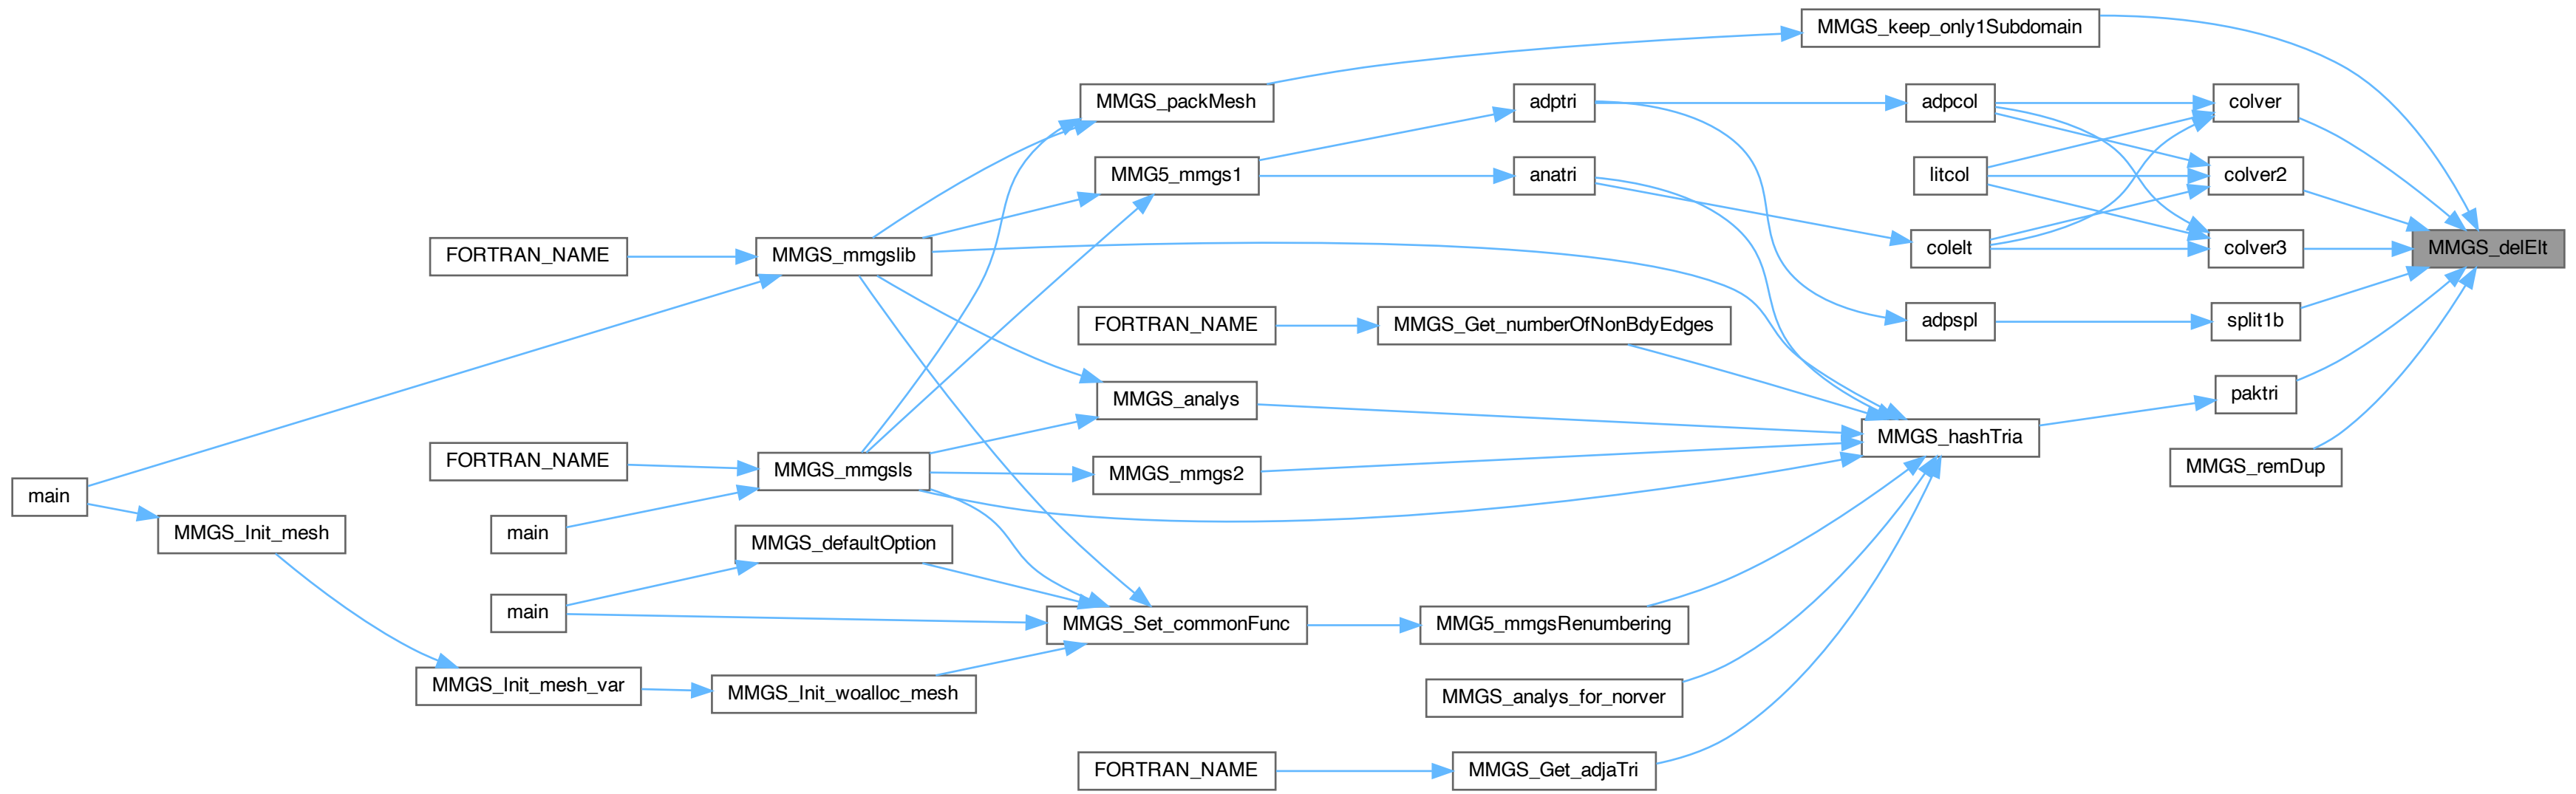 MMGS_keep_only1Subdomain
MMGS_packMesh
adptri
adpcol
colver
MMG5_mmgs1
anatri
litcol
colver2
FORTRAN_NAME
MMGS_mmgslib
colelt
colver3
MMGS_delElt
FORTRAN_NAME
MMGS_Get_numberOfNonBdyEdges
adpspl
split1b
MMGS_analys
paktri
MMGS_hashTria
FORTRAN_NAME
MMGS_mmgsls
MMGS_mmgs2
MMGS_remDup
main
MMGS_Init_mesh
main
MMGS_defaultOption
main
MMGS_Set_commonFunc
MMG5_mmgsRenumbering
MMGS_Init_mesh_var
MMGS_Init_woalloc_mesh
MMGS_analys_for_norver
FORTRAN_NAME
MMGS_Get_adjaTri